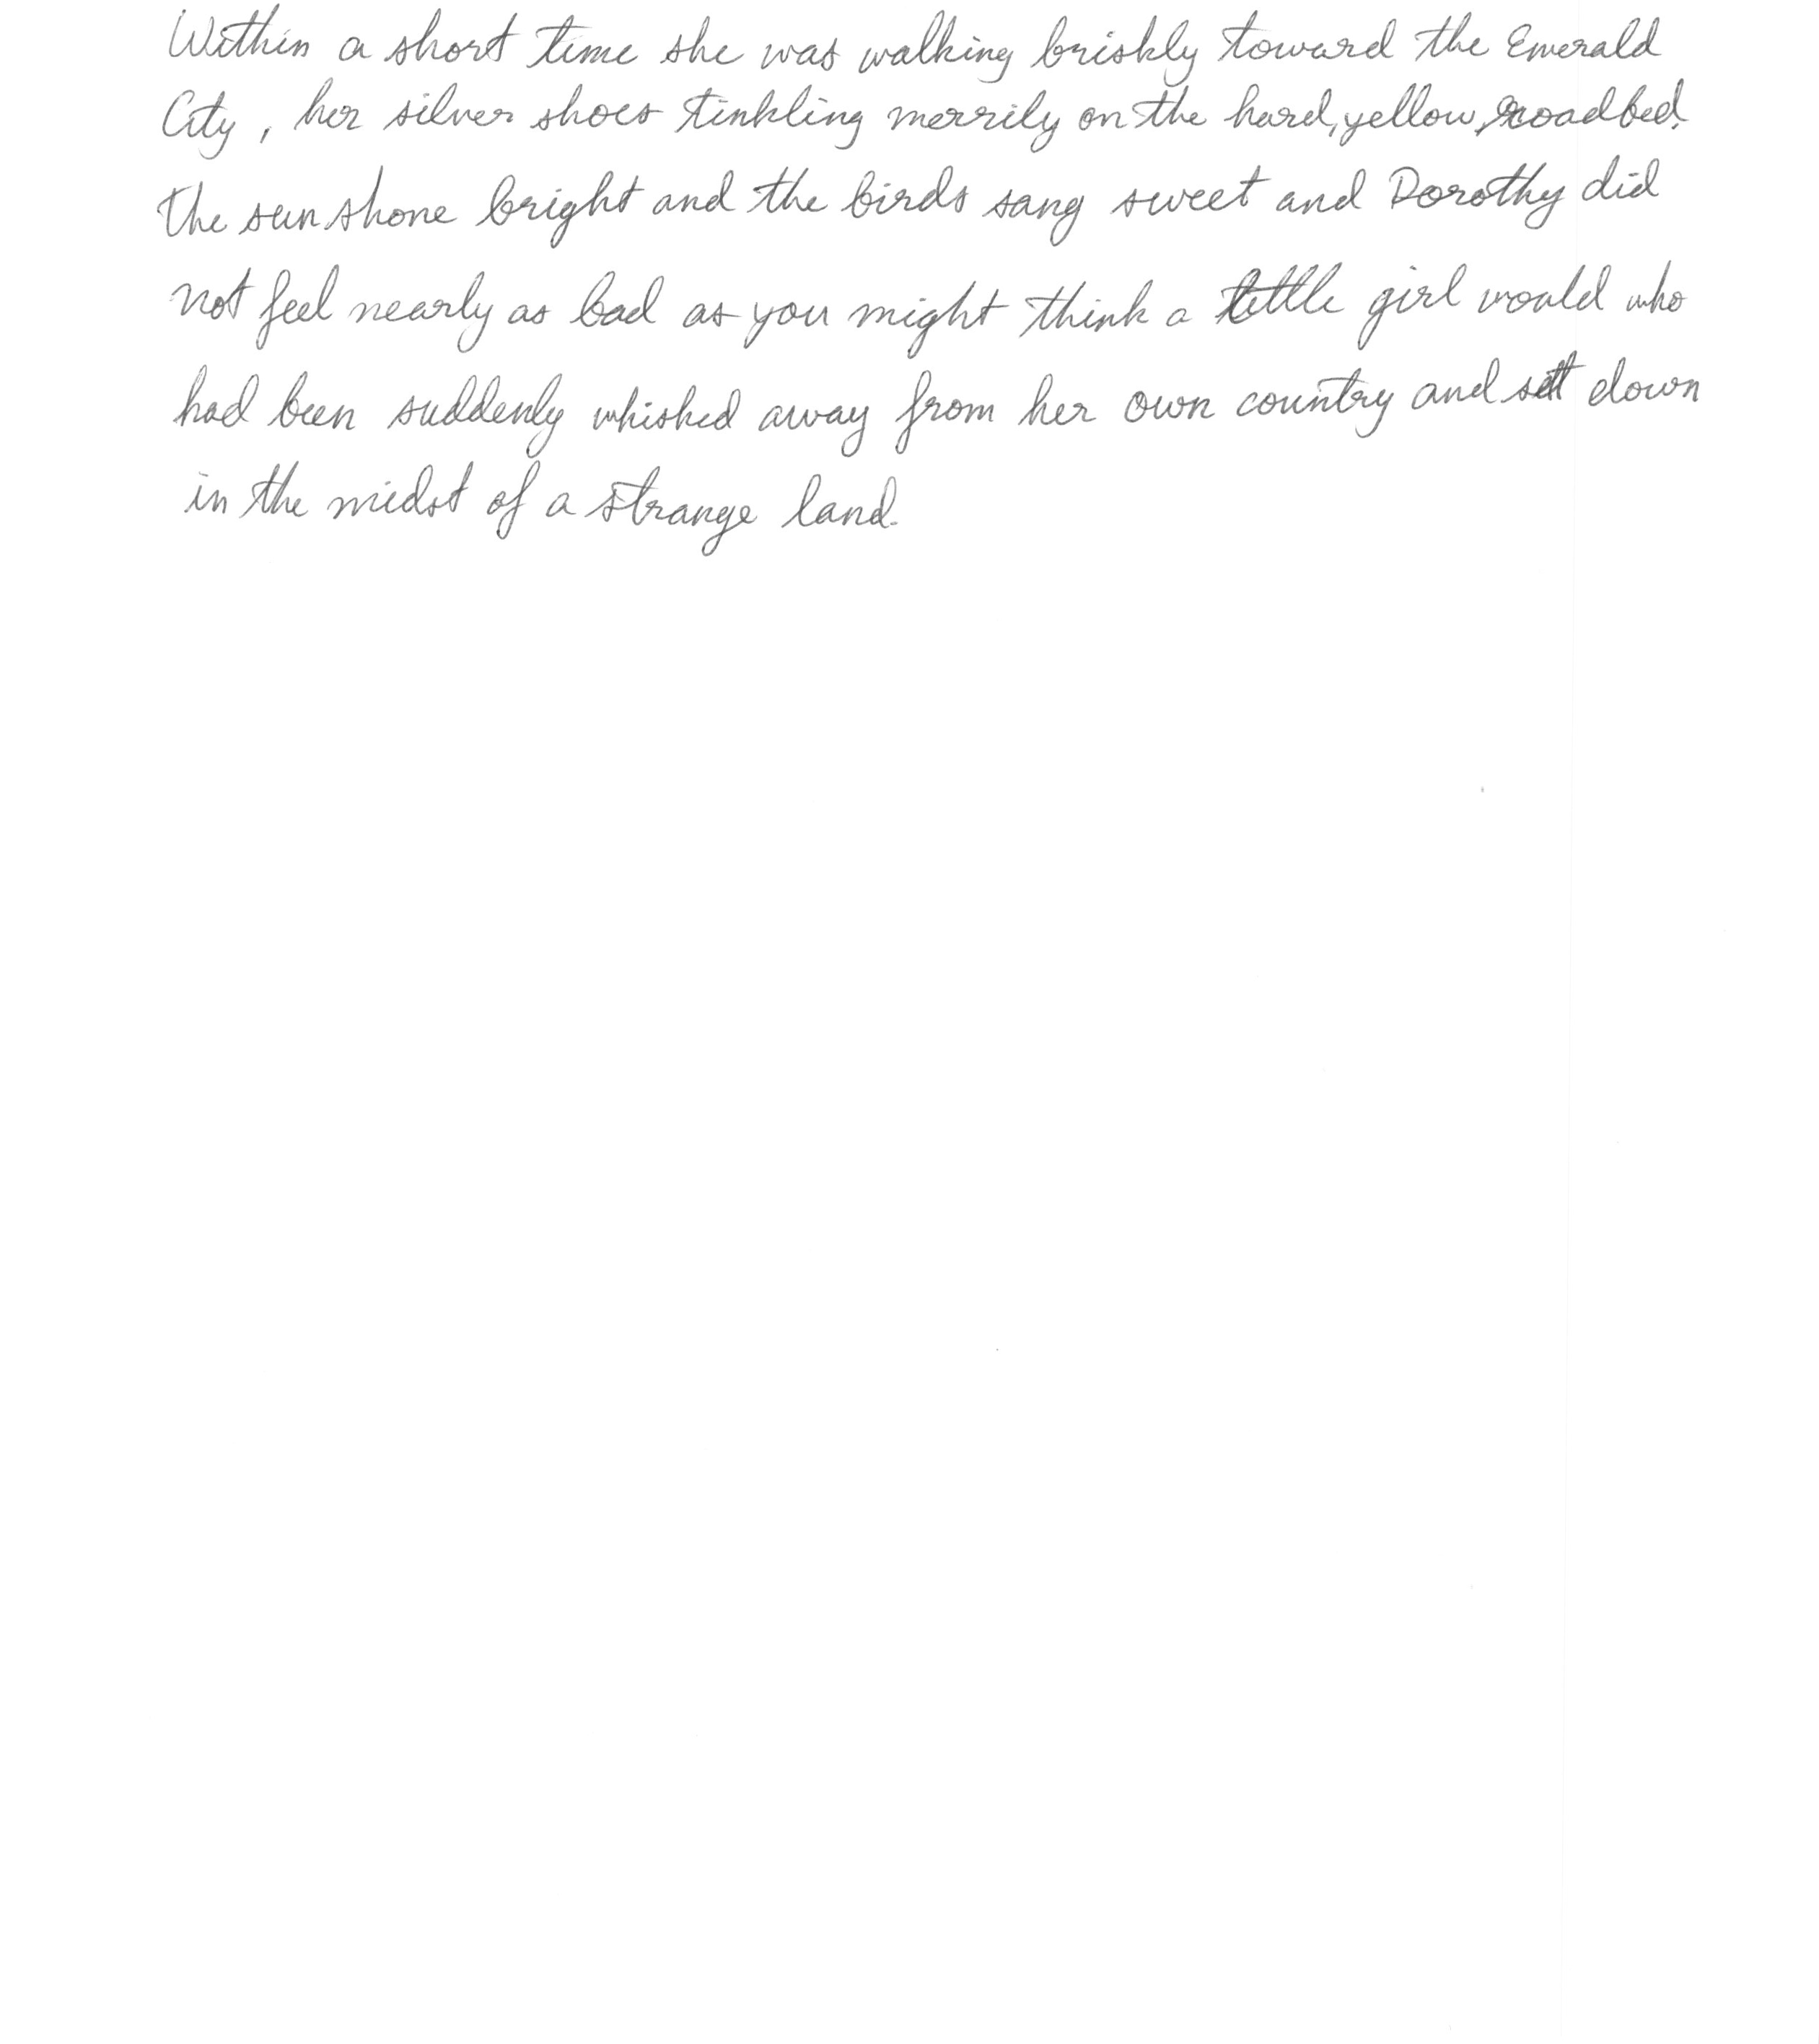 Within a short time she was walking briskly toward the Emerald
City, her silver shoes tinkling merrily on the hard, yellow, roadbed.
The sun shone bright and the birds sang sweet and Dorothy did
not feel nearly as bad as you might think a little girl would who
had been suddenly whisked away from her own country and set down
in the midst of a strange land.